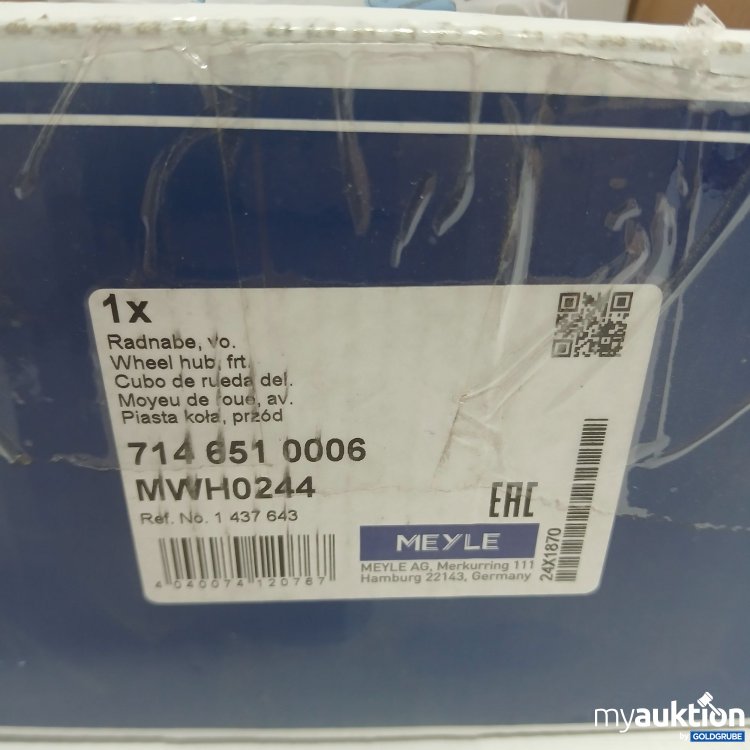 1x
Radnabe, vo.
Wheel hub, frt.
Cubo de rueda del.
Moyeu de roue, av.
Piasta koła, przód
714 651 0006
MWH0244
Ref. No. 1 437 643
EAC
MEYLE
MEYLE AG, Merkurring 111
Hamburg 22143, Germany
4 040074 120767
24X1870
myauktion
by GOLDGRUBE